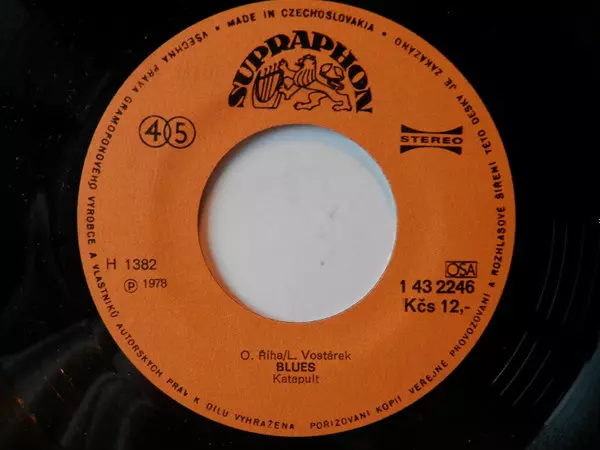 • MADE IN CZECHOSLOVAKIA •
VŠECHNA PRÁVA GRAMOFONOVÉHO VÝROBCE A VLASTNÍKŮ AUTORSKÝCH PRÁV K DÍLU VYHRAŽENA • POŘIZOVÁNÍ KOPIÍ VEŘEJNÉ PROVOZOVÁNÍ A ROZHLASOVÉ ŠÍŘENÍ TÉTO DESKY JE ZAKÁZÁNO
SUPRAPHON
45
STEREO
H 1382
℗ 1978
OSA
1 43 2246
Kčs 12,-
O. Říha/L. Vostárek
BLUES
Katapult